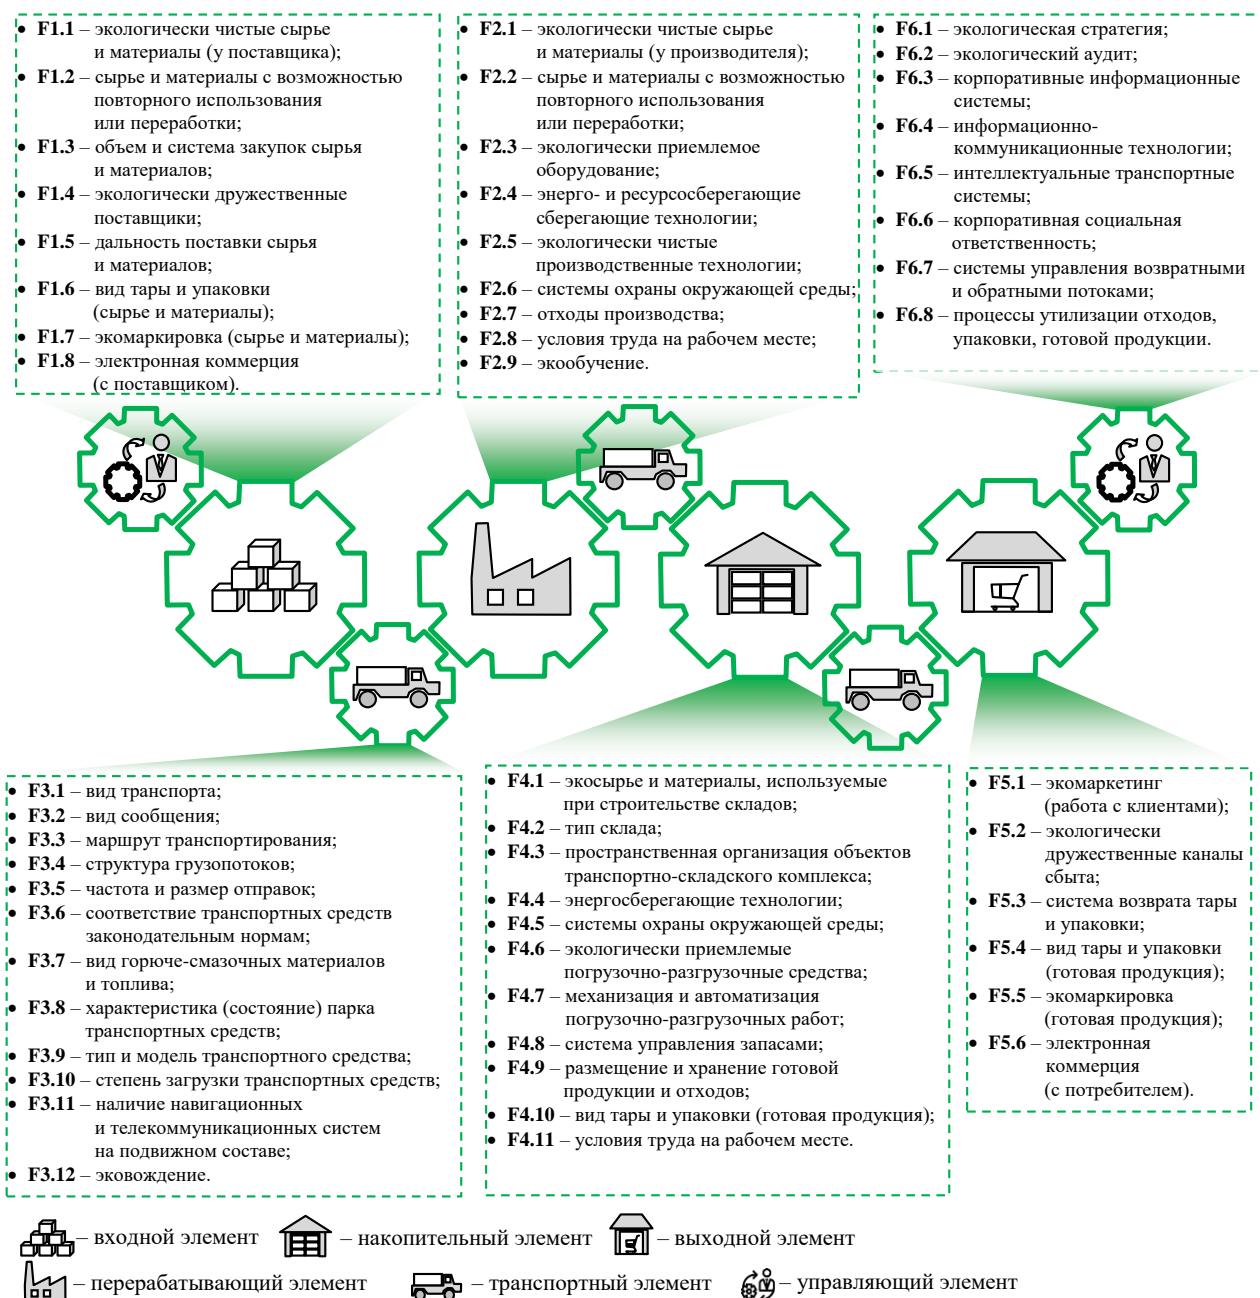 • F1.1 – экологически чистые сырье
и материалы (у поставщика);
• F1.2 – сырье и материалы с возможностью
повторного использования
или переработки;
• F1.3 – объем и система закупок сырья
и материалов;
• F1.4 – экологически дружественные
поставщики;
• F1.5 – дальность поставки сырья
и материалов;
• F1.6 – вид тары и упаковки
(сырье и материалы);
• F1.7 – экомаркировка (сырье и материалы);
• F1.8 – электронная коммерция
(с поставщиком).
• F2.1 – экологически чистые сырье
и материалы (у производителя);
• F2.2 – сырье и материалы с возможностью
повторного использования
или переработки;
• F2.3 – экологически приемлемое
оборудование;
• F2.4 – энерго- и ресурсосберегающие
сберегающие технологии;
• F2.5 – экологически чистые
производственные технологии;
• F2.6 – системы охраны окружающей среды;
• F2.7 – отходы производства;
• F2.8 – условия труда на рабочем месте;
• F2.9 – экообучение.
• F6.1 – экологическая стратегия;
• F6.2 – экологический аудит;
• F6.3 – корпоративные информационные
системы;
• F6.4 – информационно-
коммуникационные технологии;
• F6.5 – интеллектуальные транспортные
системы;
• F6.6 – корпоративная социальная
ответственность;
• F6.7 – системы управления возвратными
и обратными потоками;
• F6.8 – процессы утилизации отходов,
упаковки, готовой продукции.
• F3.1 – вид транспорта;
• F3.2 – вид сообщения;
• F3.3 – маршрут транспортирования;
• F3.4 – структура грузопотоков;
• F3.5 – частота и размер отправок;
• F3.6 – соответствие транспортных средств
законодательным нормам;
• F3.7 – вид горюче-смазочных материалов
и топлива;
• F3.8 – характеристика (состояние) парка
транспортных средств;
• F3.9 – тип и модель транспортного средства;
• F3.10 – степень загрузки транспортных средств;
• F3.11 – наличие навигационных
и телекоммуникационных систем
на подвижном составе;
• F3.12 – эковождение.
• F4.1 – экосырье и материалы, используемые
при строительстве складов;
• F4.2 – тип склада;
• F4.3 – пространственная организация объектов
транспортно-складского комплекса;
• F4.4 – энергосберегающие технологии;
• F4.5 – системы охраны окружающей среды;
• F4.6 – экологически приемлемые
погрузочно-разгрузочные средства;
• F4.7 – механизация и автоматизация
погрузочно-разгрузочных работ;
• F4.8 – система управления запасами;
• F4.9 – размещение и хранение готовой
продукции и отходов;
• F4.10 – вид тары и упаковки (готовая продукция);
• F4.11 – условия труда на рабочем месте.
• F5.1 – экомаркетинг
(работа с клиентами);
• F5.2 – экологически
дружественные каналы
сбыта;
• F5.3 – система возврата тары
и упаковки;
• F5.4 – вид тары и упаковки
(готовая продукция);
• F5.5 – экомаркировка
(готовая продукция);
• F5.6 – электронная
коммерция
(с потребителем).
– входной элемент – накопительный элемент – выходной элемент
– перерабатывающий элемент – транспортный элемент – управляющий элемент